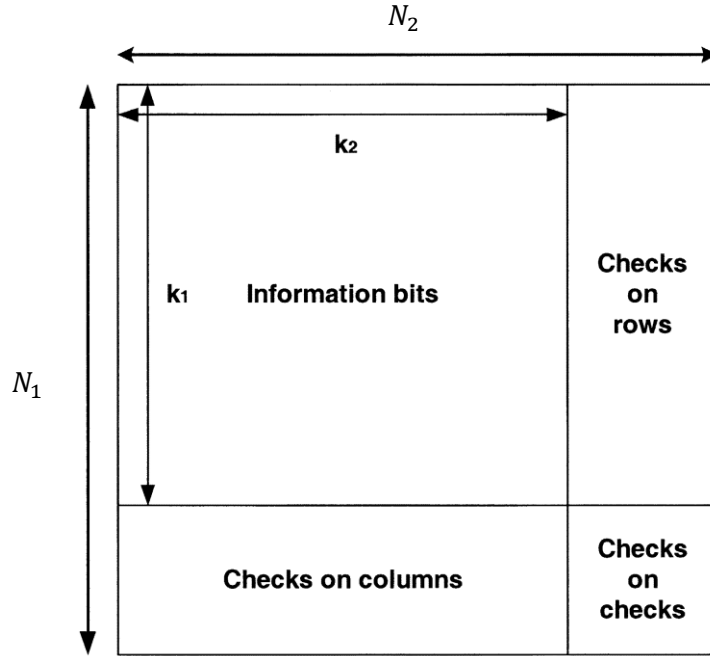 N₂
k₂
k₁
Information bits
Checks
on
rows
N₁
Checks on columns
Checks
on
checks